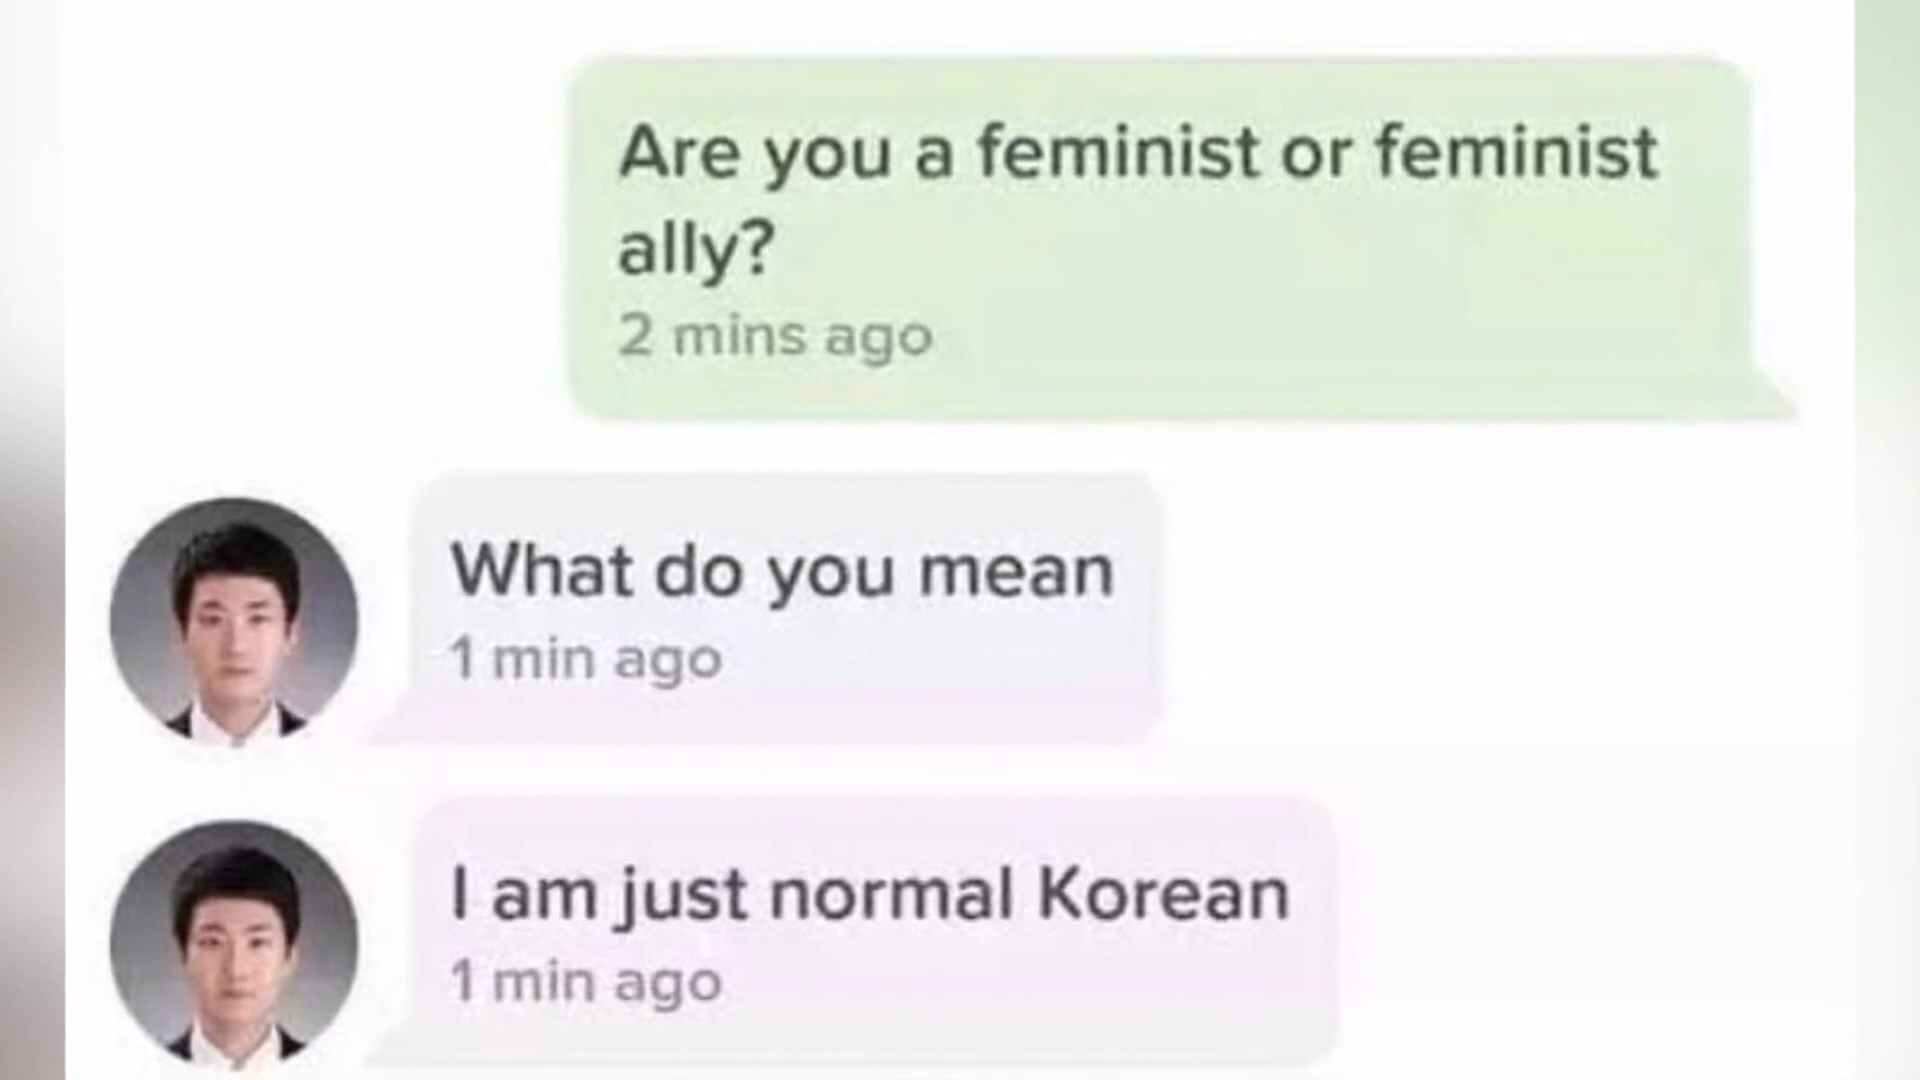 Are you a feminist or feminist
ally?
2 mins ago
What do you mean
1 min ago
I am just normal Korean
1 min ago